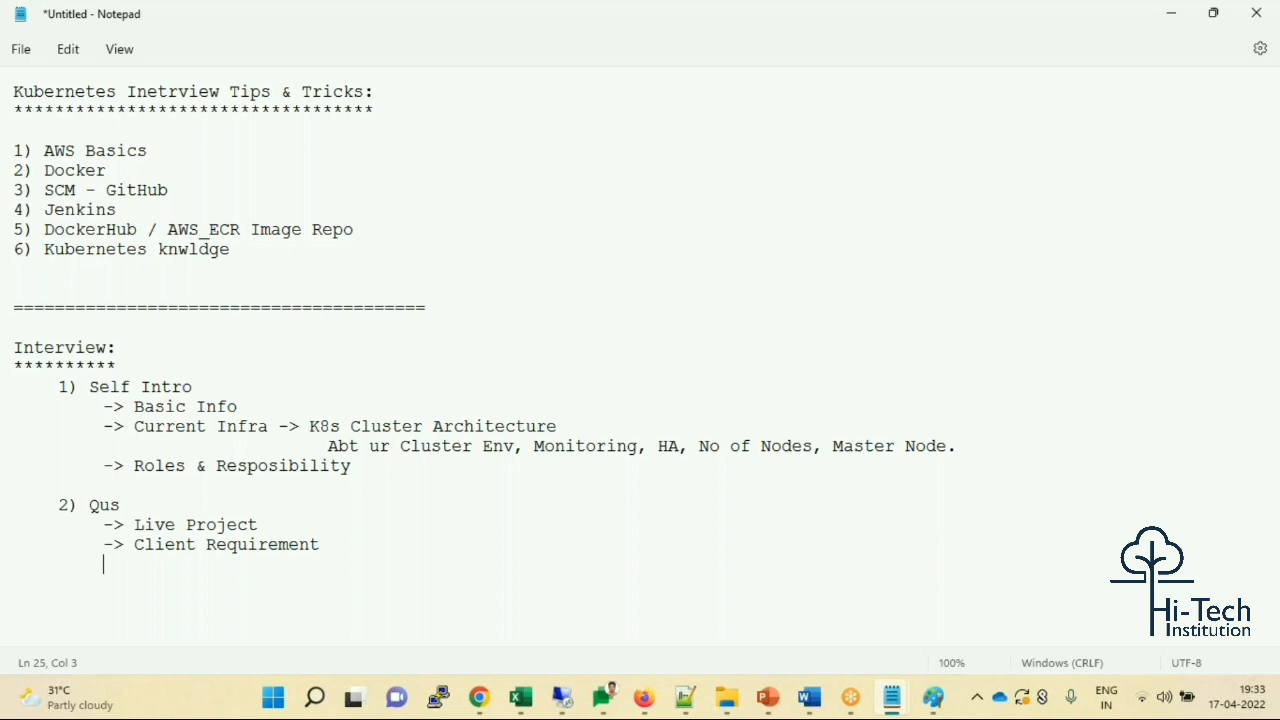 *Untitled - Notepad
File Edit View
Kubernetes Inetrview Tips & Tricks:
***********************************
1) AWS Basics
2) Docker
3) SCM - GitHub
4) Jenkins
5) DockerHub / AWS_ECR Image Repo
6) Kubernetes knwldge
========================================
Interview:
**********
1) Self Intro
-> Basic Info
-> Current Infra -> K8s Cluster Architecture
Abt ur Cluster Env, Monitoring, HA, No of Nodes, Master Node.
-> Roles & Resposibility
2) Qus
-> Live Project
-> Client Requirement
Hi-Tech
Institution
Ln 25, Col 3
100%
Windows (CRLF)
UTF-8
31°C
Partly cloudy
ENG
IN
19:33
17-04-2022